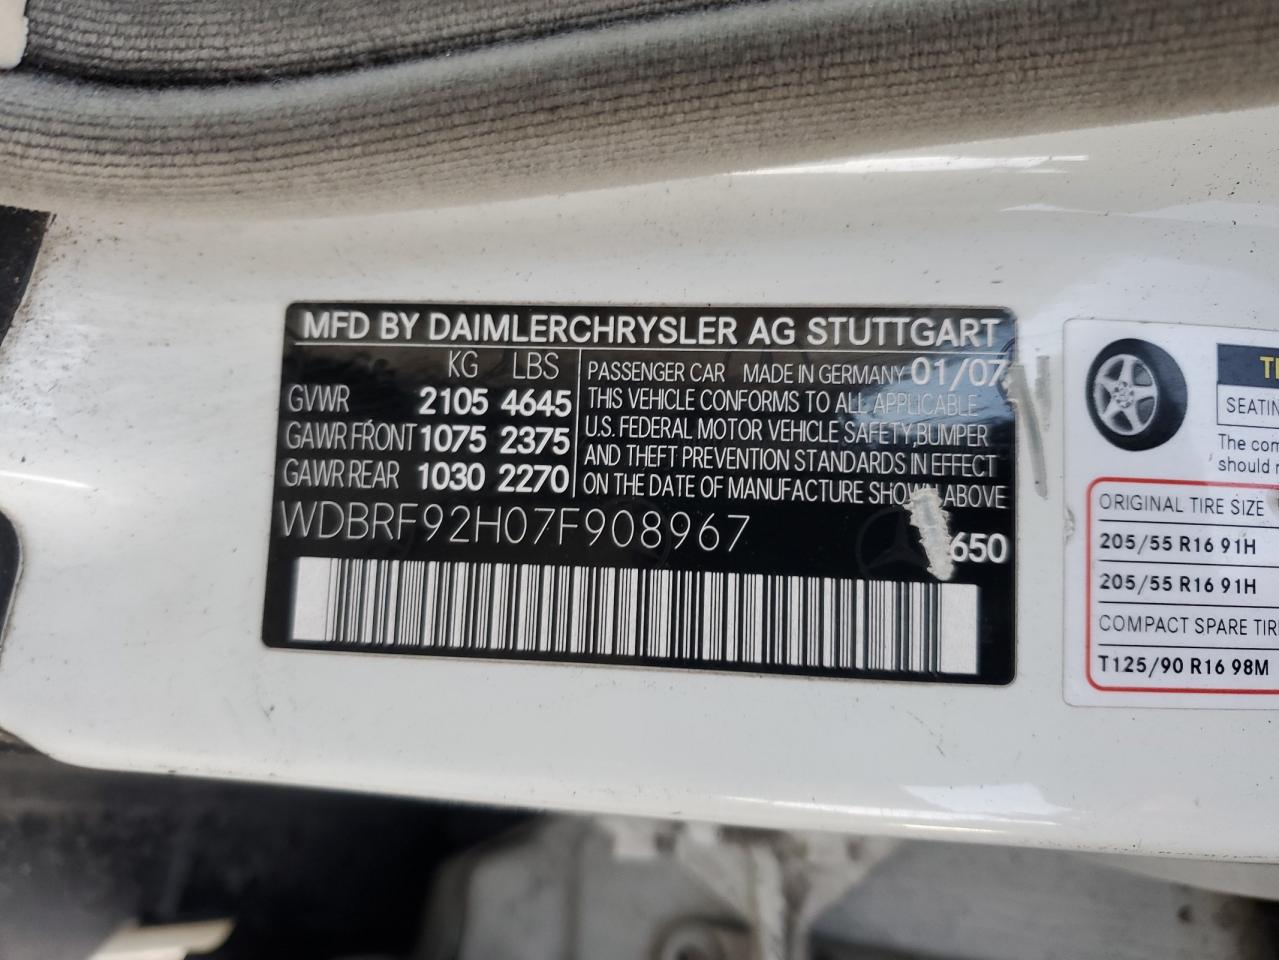 MFD BY DAIMLERCHRYSLER AG STUTTGART
KG LBS
GVWR 2105 4645
GAWR FRONT 1075 2375
GAWR REAR 1030 2270
PASSENGER CAR MADE IN GERMANY 01/07
THIS VEHICLE CONFORMS TO ALL APPLICABLE
U.S. FEDERAL MOTOR VEHICLE SAFETY, BUMPER
AND THEFT PREVENTION STANDARDS IN EFFECT
ON THE DATE OF MANUFACTURE SHOWN ABOVE
WDBRF92H07F908967
650
The
should
ORIGINAL TIRE SIZE
205/55 R16 91H
205/55 R16 91H
COMPACT SPARE
T125/90 R16 98M